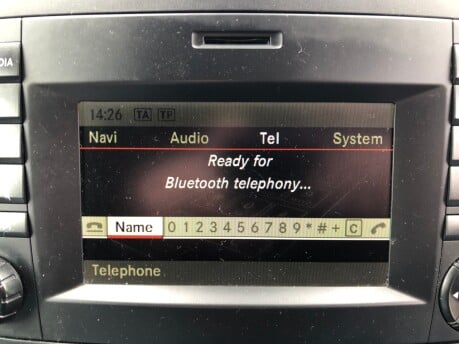 DIA
14:26 TA TP
Navi Audio Tel System
Ready for
Bluetooth telephony...
Name 0 1 2 3 4 5 6 7 8 9 * # + C
Telephone